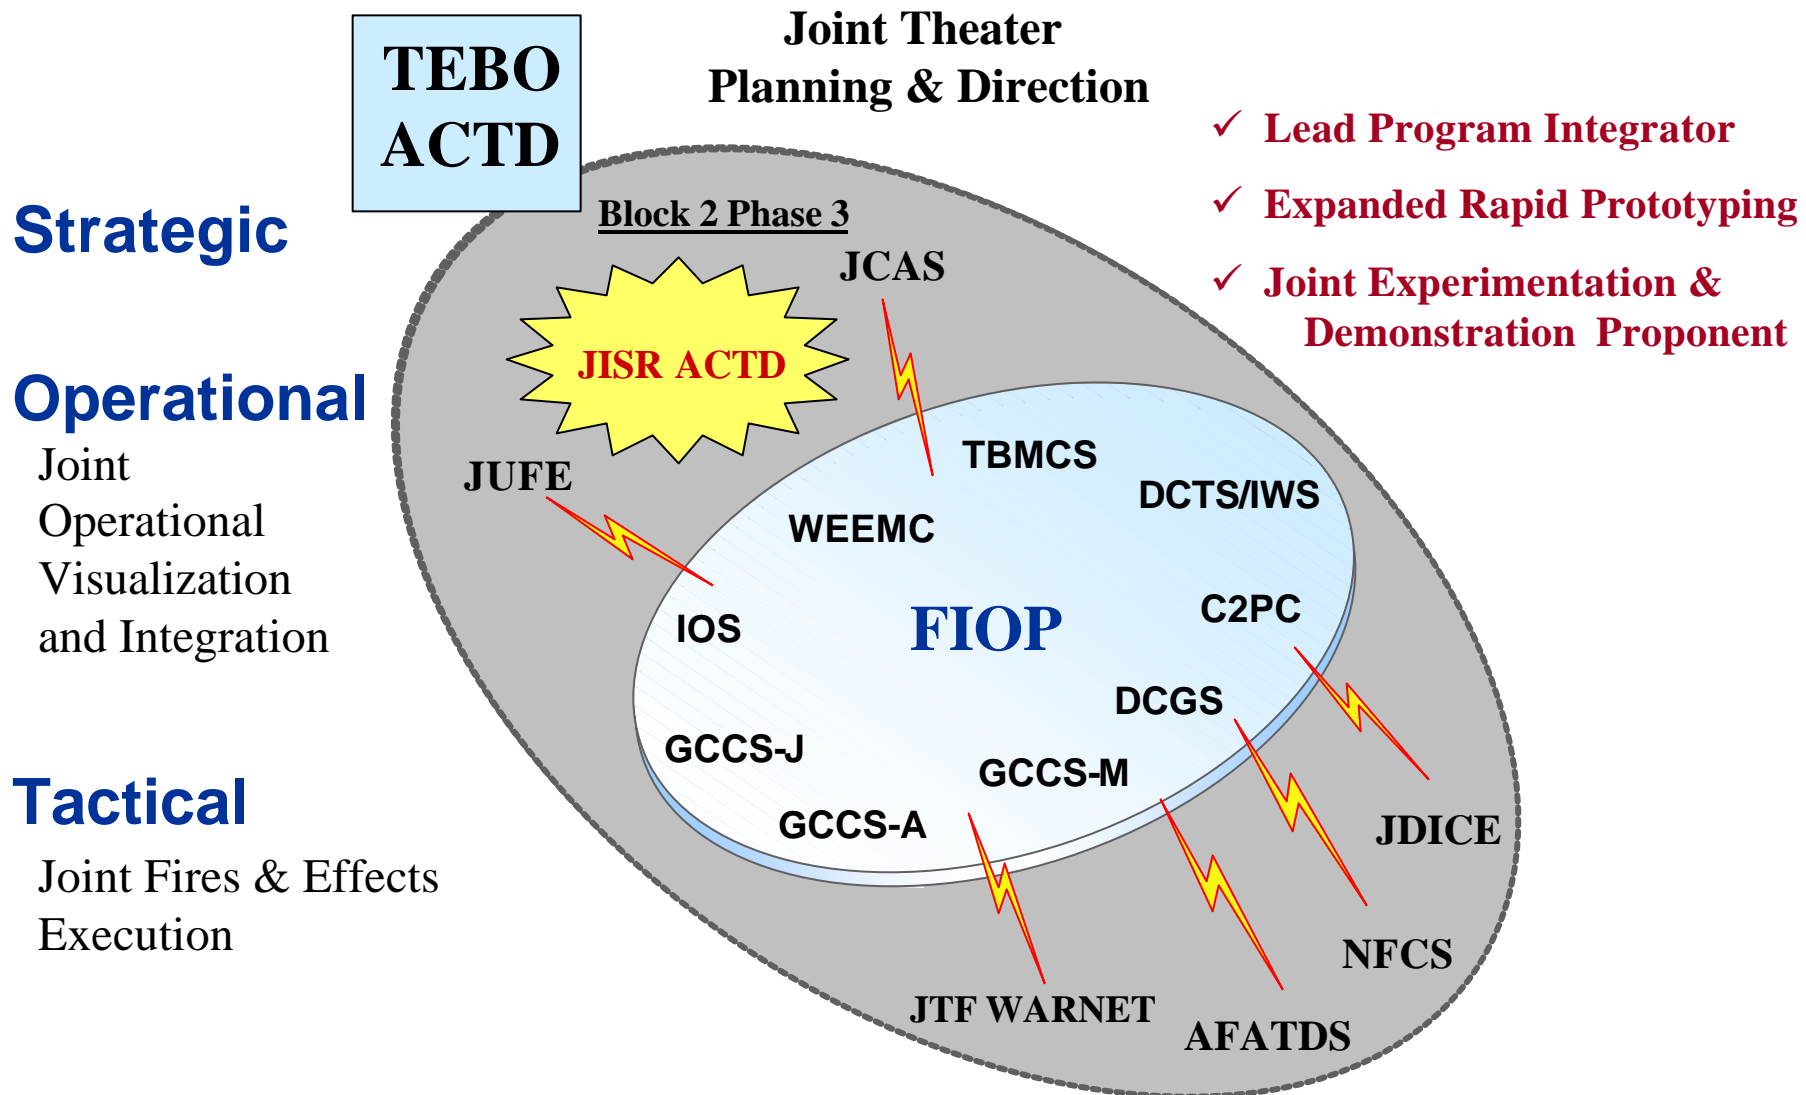 TEBO
ACTD
Joint Theater
Planning & Direction
✓ Lead Program Integrator
✓ Expanded Rapid Prototyping
✓ Joint Experimentation &
Demonstration Proponent
Strategic
Block 2 Phase 3
JCAS
JISR ACTD
Operational
Joint
Operational
Visualization
and Integration
JUFE
TBMCS
DCTS/IWS
WEEMC
C2PC
IOS
FIOP
DCGS
GCCS-J
GCCS-M
GCCS-A
Tactical
Joint Fires & Effects
Execution
JDICE
NFCS
JTF WARNET
AFATDS